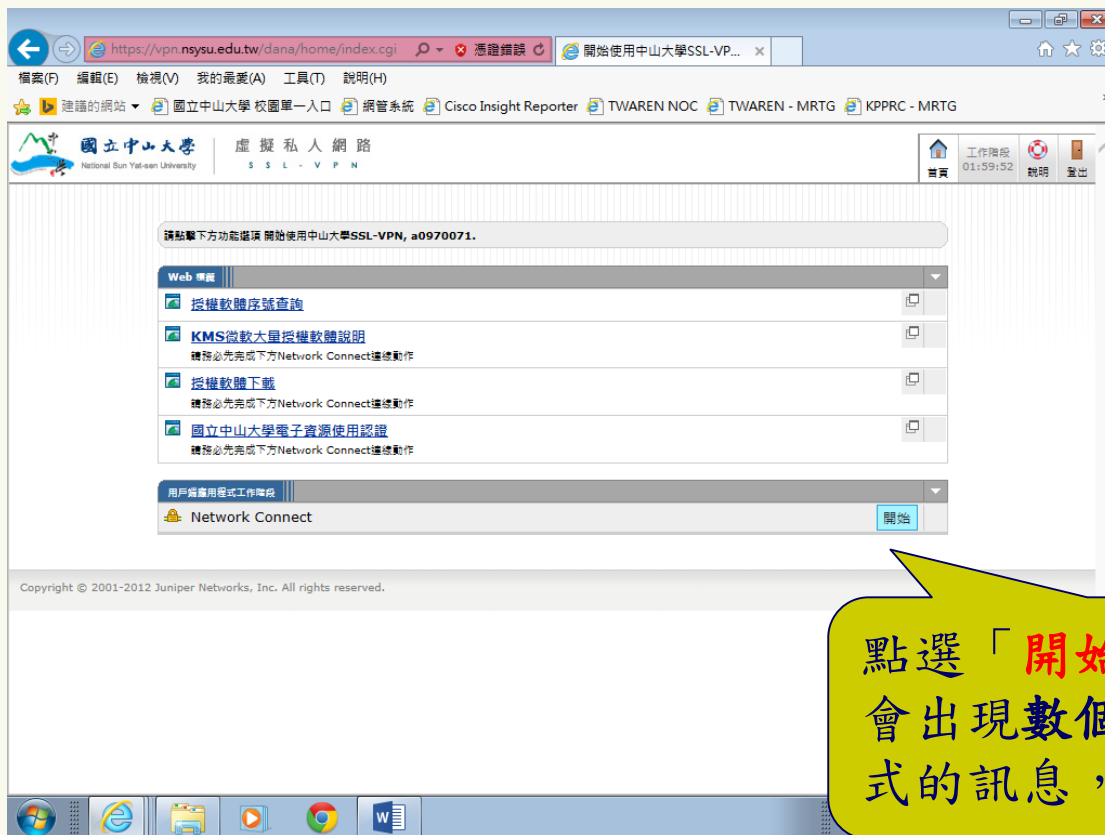 https://vpn.nsysu.edu.tw/dana/home/index.cgi 憑證錯誤 開始使用中山大學SSL-VP...
檔案(F) 編輯(E) 檢視(V) 我的最愛(A) 工具(T) 說明(H)
建議的網站 國立中山大學 校園單一入口 網管系統 Cisco Insight Reporter TWAREN NOC TWAREN - MRTG KPPRC - MRTG
國立中山大學 虛擬私人網路
National Sun Yat-sen University SSL-VPN
首頁 工作階段 01:59:52 說明 登出
請點擊下方功能選項 開始使用中山大學SSL-VPN, a0970071.
Web 標籤
授權軟體序號查詢
KMS微軟大量授權軟體說明
請務必先完成下方Network Connect連線動作
授權軟體下載
請務必先完成下方Network Connect連線動作
國立中山大學電子資源使用認證
請務必先完成下方Network Connect連線動作
用戶端應用程式工作階段
Network Connect 開始
Copyright © 2001-2012 Juniper Networks, Inc. All rights reserved.
點選「開始
會出現數個
式的訊息，